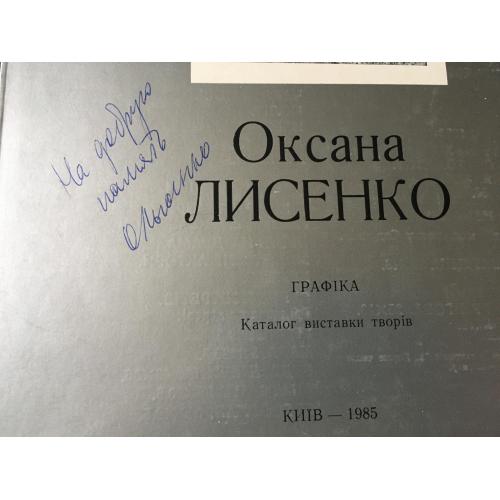 На добрую
память
ОЛысенко
Оксана
ЛИСЕНКО
ГРАФІКА
Каталог виставки творів
КИЇВ — 1985